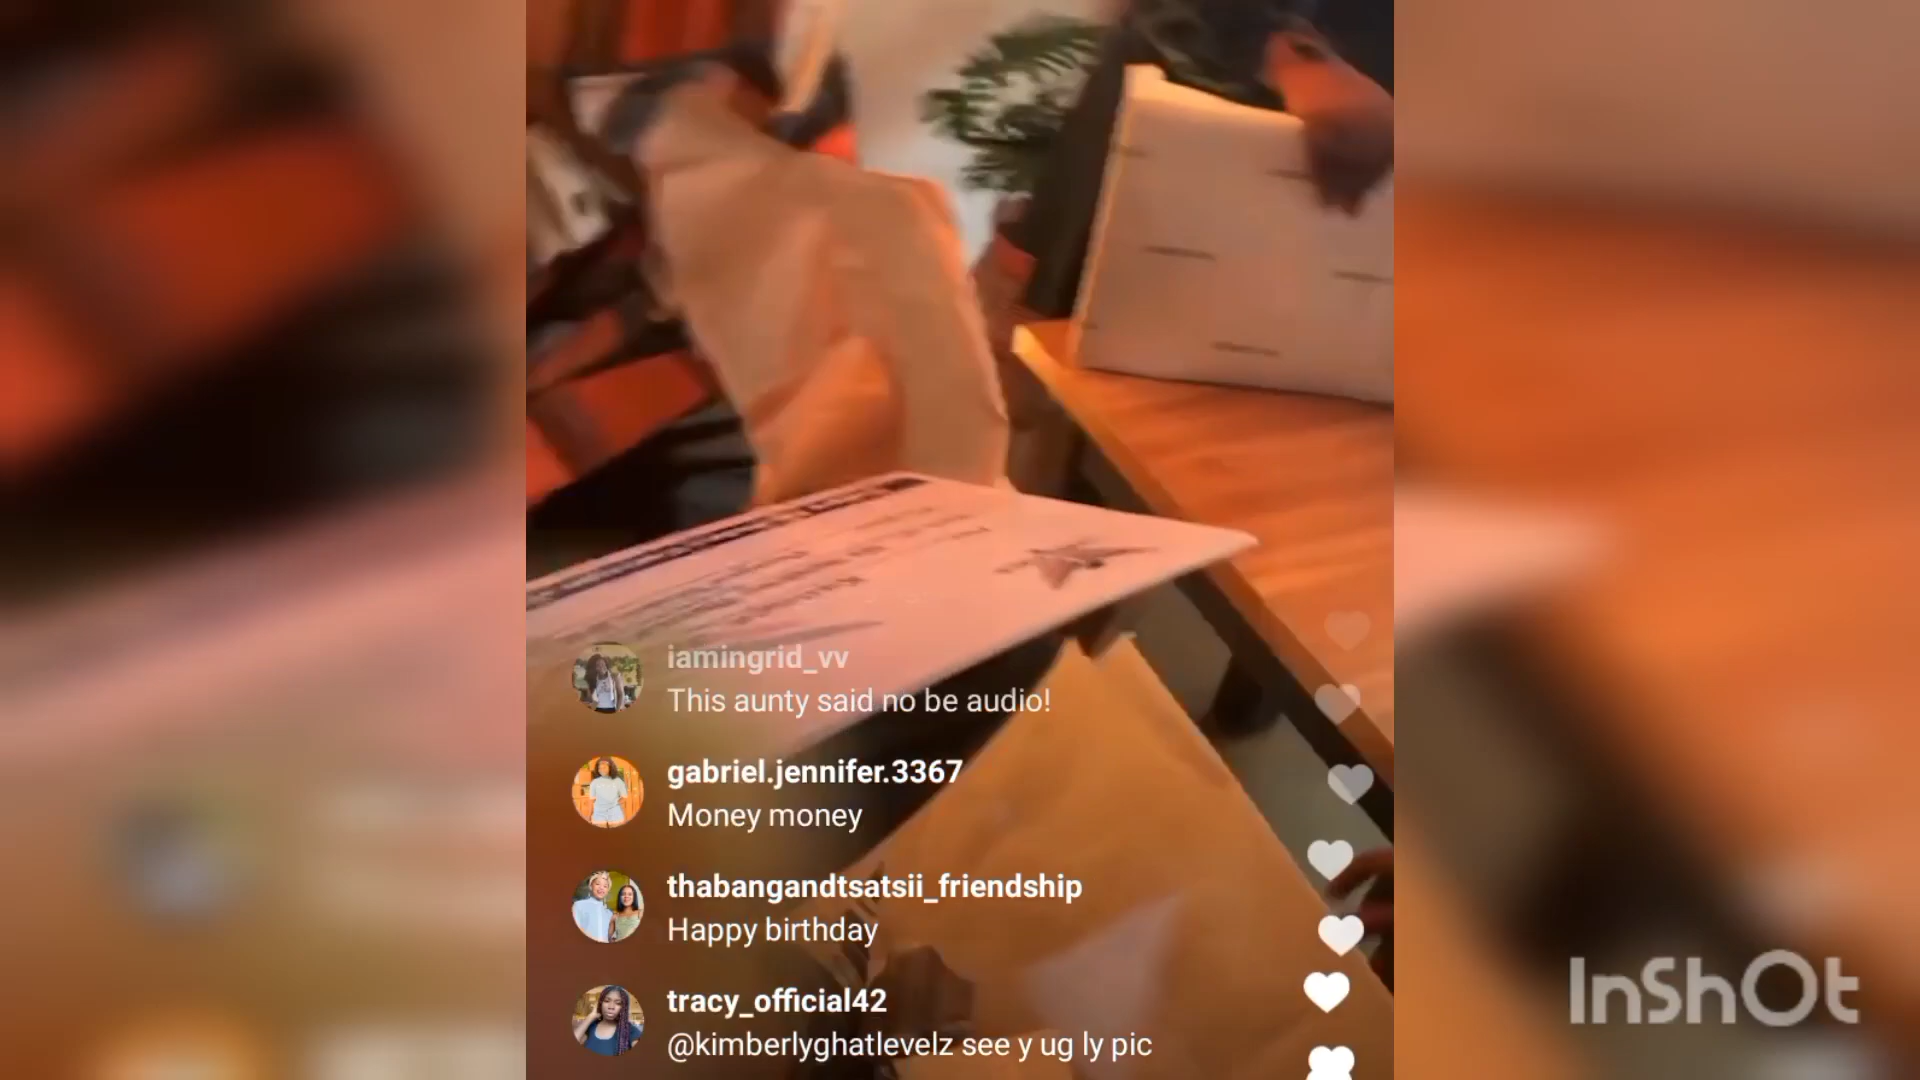 iamingrid_vv
This aunty said no be audio!
gabriel.jennifer.3367
Money money
thabangandtsatsii_friendship
Happy birthday
tracy_official42
@kimberlyghatlevelz see y ug ly pic
InShOt